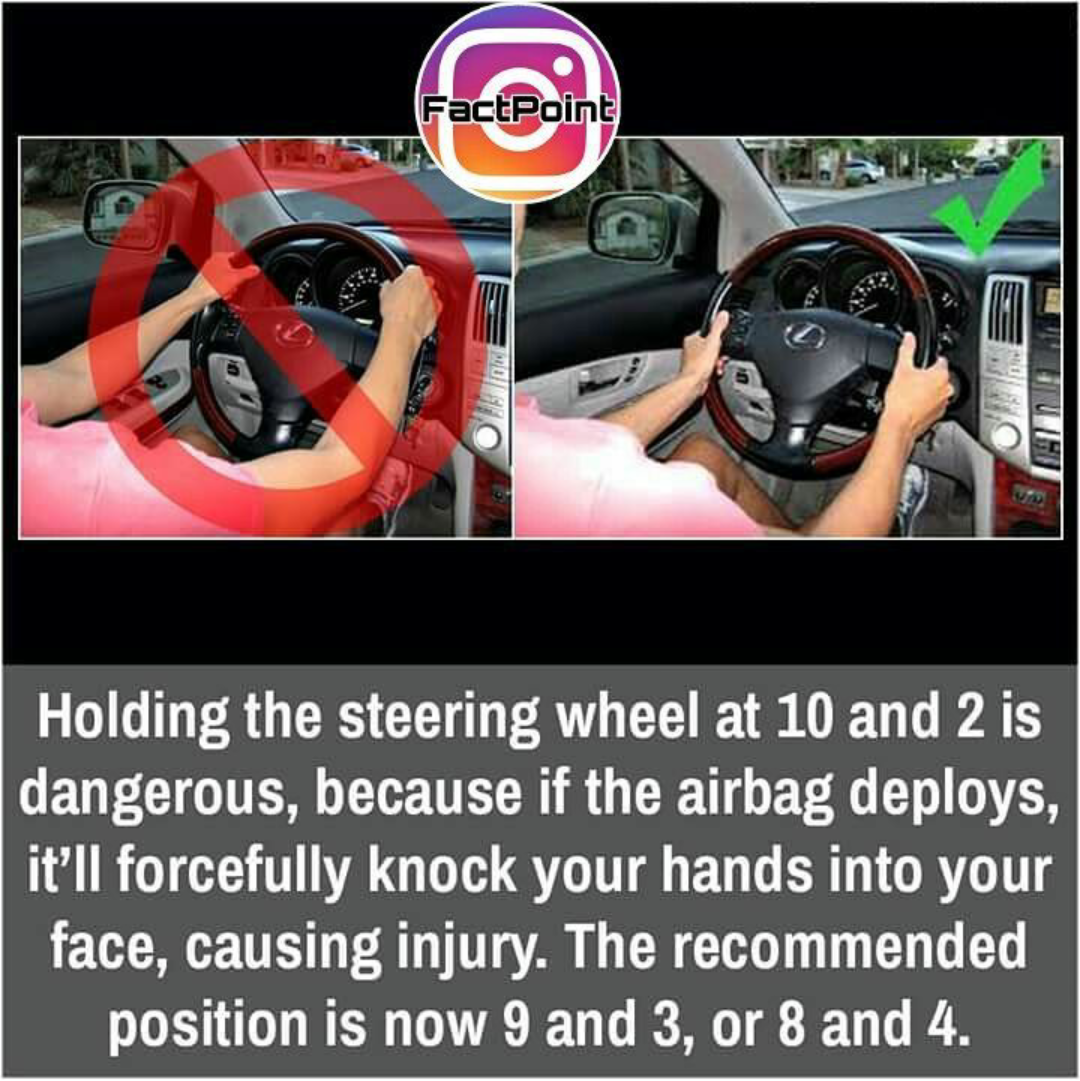 FactPoint
Holding the steering wheel at 10 and 2 is
dangerous, because if the airbag deploys,
it’ll forcefully knock your hands into your
face, causing injury. The recommended
position is now 9 and 3, or 8 and 4.